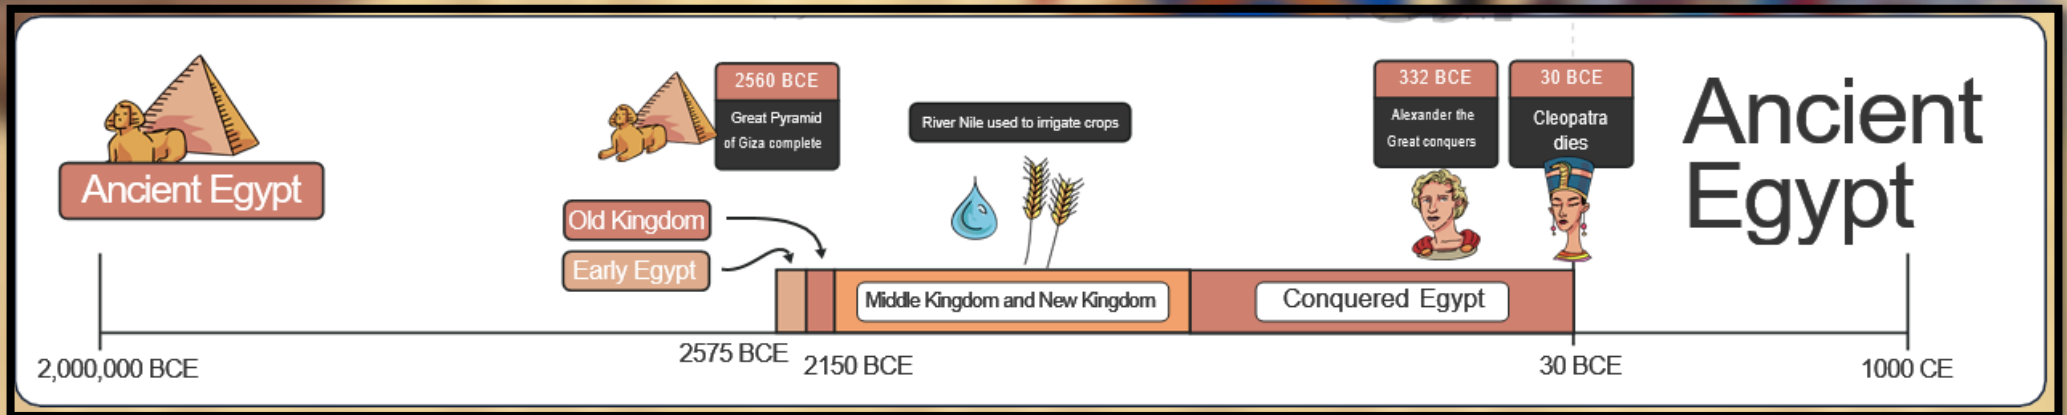 Ancient Egypt
2560 BCE
Great Pyramid
of Giza complete
River Nile used to irrigate crops
332 BCE
Alexander the
Great conquers
30 BCE
Cleopatra
dies
Ancient
Egypt
Old Kingdom
Early Egypt
Middle Kingdom and New Kingdom
Conquered Egypt
2,000,000 BCE
2575 BCE
2150 BCE
30 BCE
1000 CE